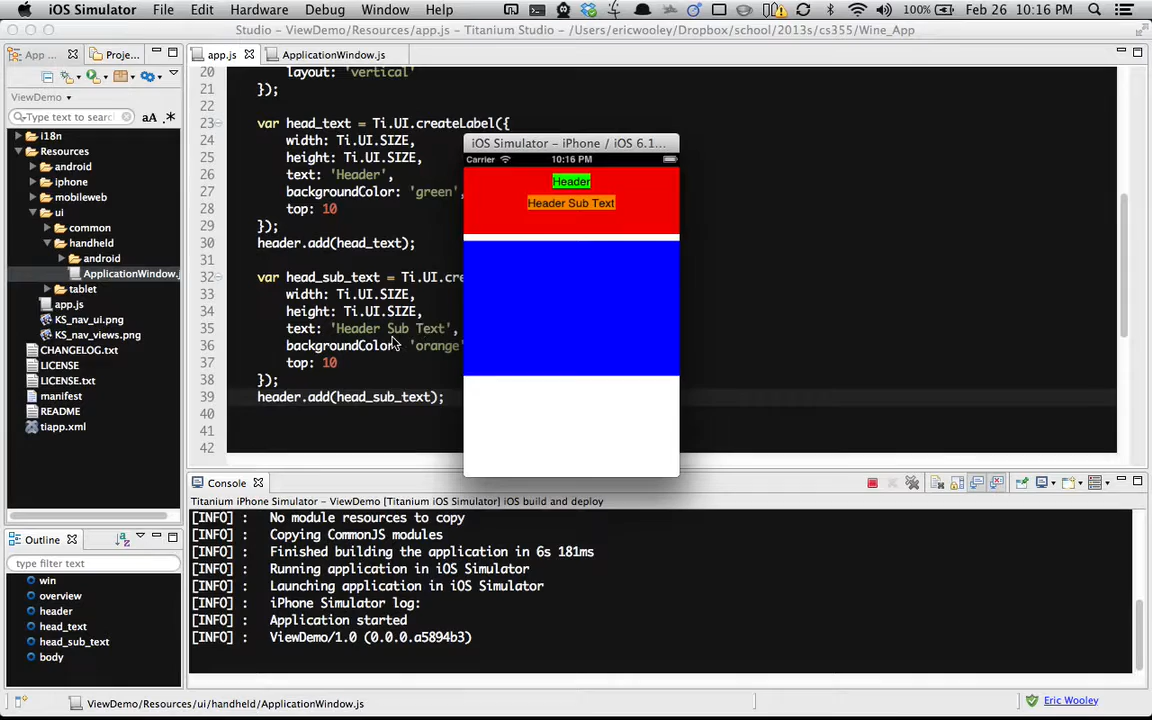 iOS Simulator File Edit Hardware Debug Window Help 100% Feb 26 10:16 PM
Studio – ViewDemo/Resources/app.js – Titanium Studio – /Users/ericwooley/Dropbox/school/2013s/cs355/Wine_App
App ... Proje... app.js ApplicationWindow.js
ViewDemo
Type text to searc aA .*
i18n
Resources
android
iphone
mobileweb
ui
common
handheld
android
ApplicationWindow.j
tablet
app.js
KS_nav_ui.png
KS_nav_views.png
CHANGELOG.txt
LICENSE
LICENSE.txt
manifest
README
tiapp.xml
20 layout: 'vertical'
21 });
22
23 var head_text = Ti.UI.createLabel({
24 width: Ti.UI.SIZE,
25 height: Ti.UI.SIZE,
26 text: 'Header',
27 backgroundColor: 'green',
28 top: 10
29 });
30 header.add(head_text);
31
32 var head_sub_text = Ti.UI.cre
33 width: Ti.UI.SIZE,
34 height: Ti.UI.SIZE,
35 text: 'Header Sub Text',
36 backgroundColor: 'orange'
37 top: 10
38 });
39 header.add(head_sub_text);
40
41
42
iOS Simulator – iPhone / iOS 6.1...
Carrier 10:16 PM
Header
Header Sub Text
Console
Titanium iPhone Simulator – ViewDemo [Titanium iOS Simulator] iOS build and deploy
[INFO] : No module resources to copy
[INFO] : Copying CommonJS modules
[INFO] : Finished building the application in 6s 181ms
[INFO] : Running application in iOS Simulator
[INFO] : Launching application in iOS Simulator
[INFO] : iPhone Simulator log:
[INFO] : Application started
[INFO] : ViewDemo/1.0 (0.0.0.a5894b3)
Outline
type filter text
win
overview
header
head_text
head_sub_text
body
ViewDemo/Resources/ui/handheld/ApplicationWindow.js
Eric Wooley